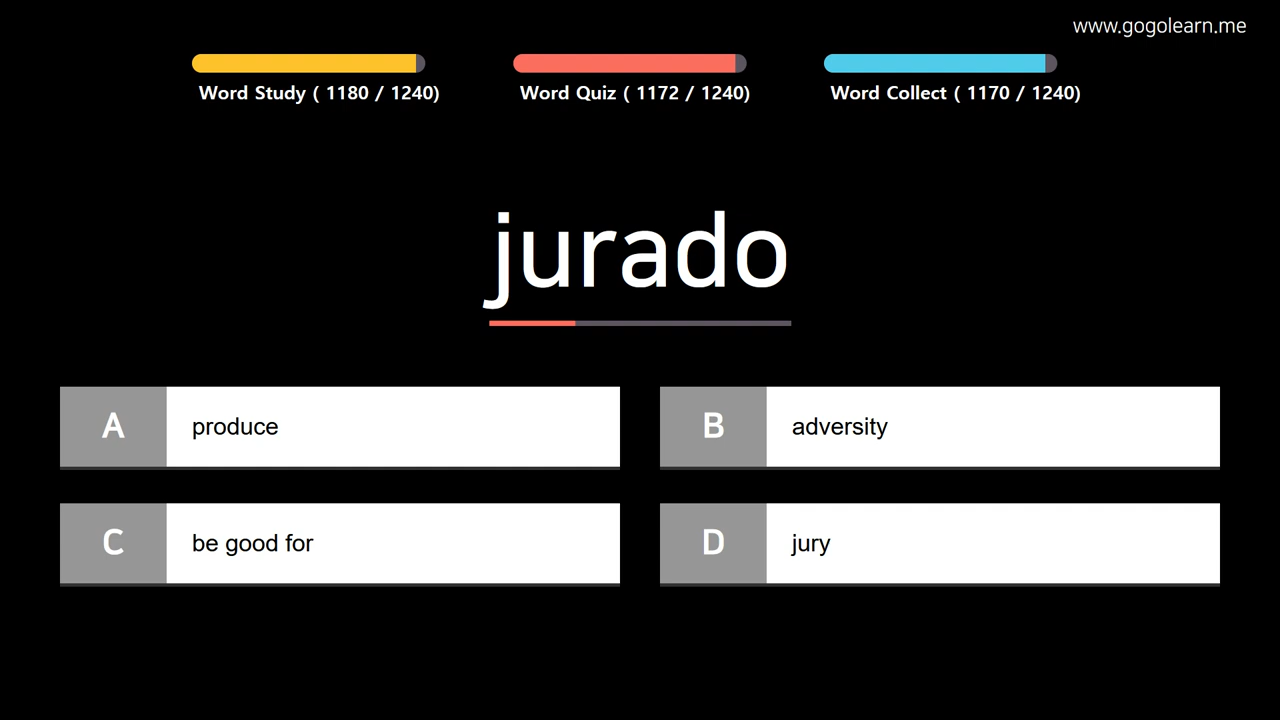 www.gogolearn.me
Word Study ( 1180 / 1240)
Word Quiz ( 1172 / 1240)
Word Collect ( 1170 / 1240)
jurado
A
produce
B
adversity
C
be good for
D
jury